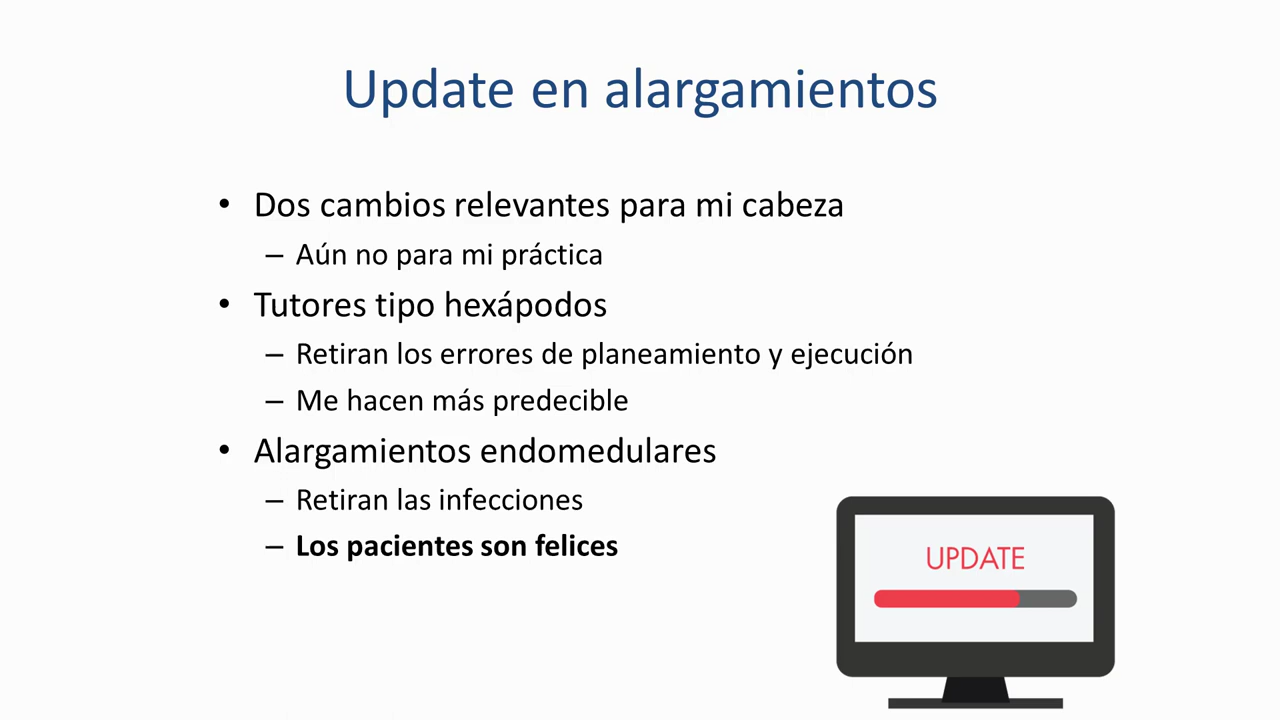 Update en alargamientos
• Dos cambios relevantes para mi cabeza
– Aún no para mi práctica
• Tutores tipo hexápodos
– Retiran los errores de planeamiento y ejecución
– Me hacen más predecible
• Alargamientos endomedulares
– Retiran las infecciones
– Los pacientes son felices
UPDATE